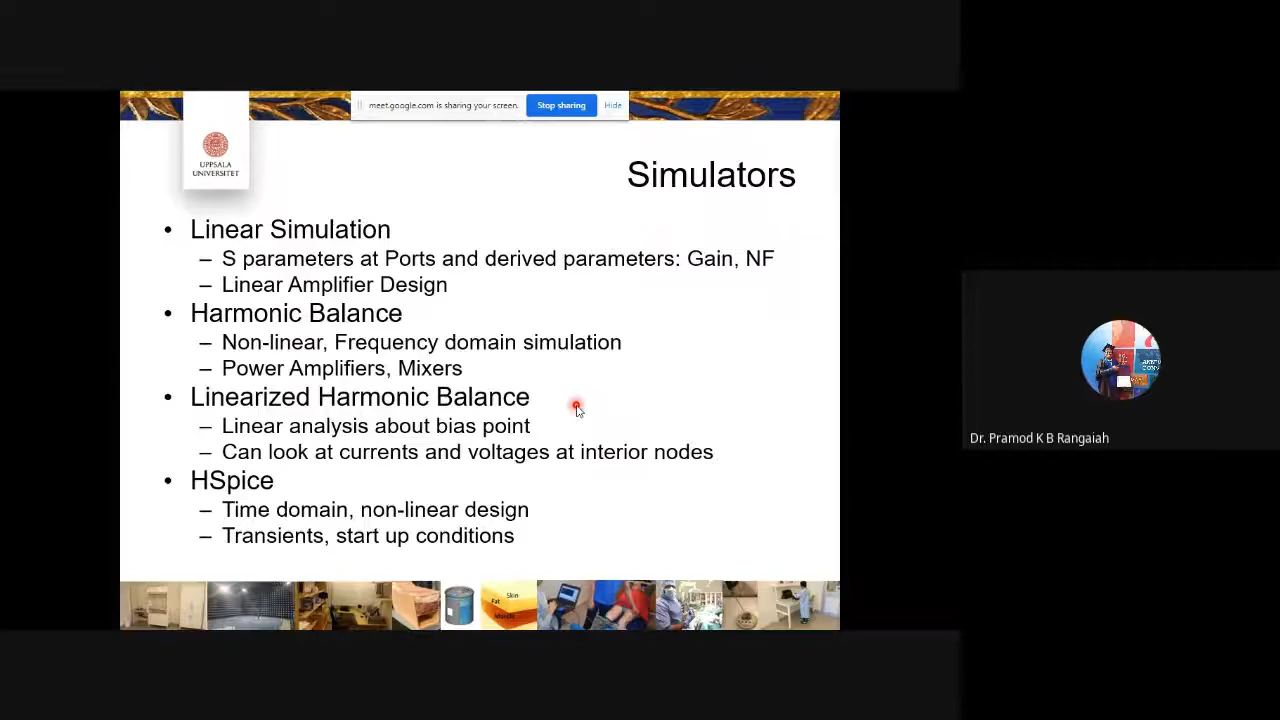 meet.google.com is sharing your screen. Stop sharing Hide
UPPSALA
UNIVERSITET
Simulators
• Linear Simulation
– S parameters at Ports and derived parameters: Gain, NF
– Linear Amplifier Design
• Harmonic Balance
– Non-linear, Frequency domain simulation
– Power Amplifiers, Mixers
• Linearized Harmonic Balance
– Linear analysis about bias point
– Can look at currents and voltages at interior nodes
• HSpice
– Time domain, non-linear design
– Transients, start up conditions
Skin
Fat
Muscle
Dr. Pramod K B Rangaiah